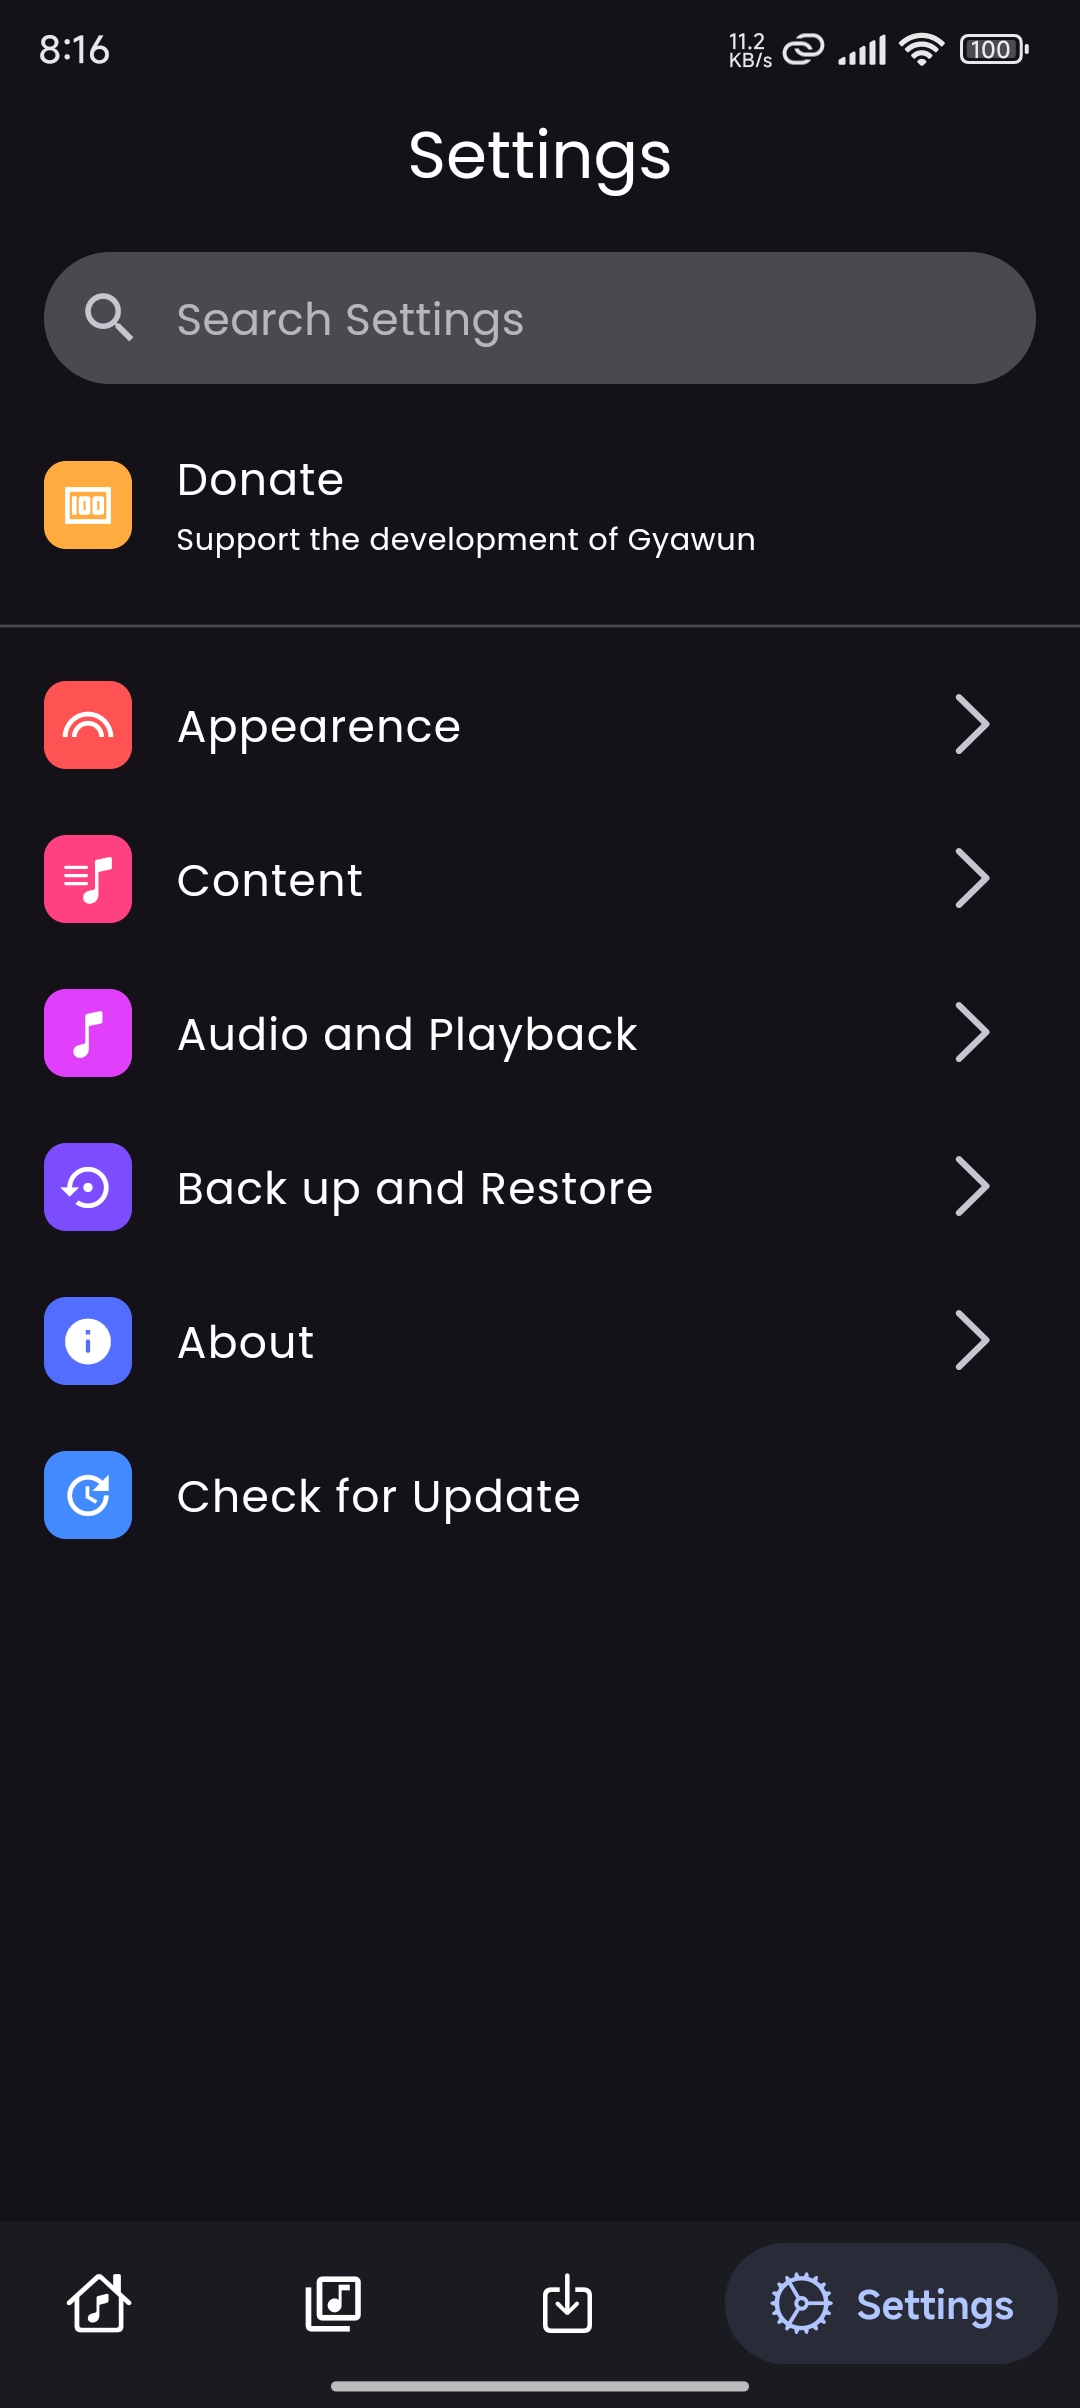 8:16
11.2
KB/s
100
Settings
Search Settings
100
Donate
Support the development of Gyawun
Appearence
Content
Audio and Playback
Back up and Restore
About
Check for Update
Settings